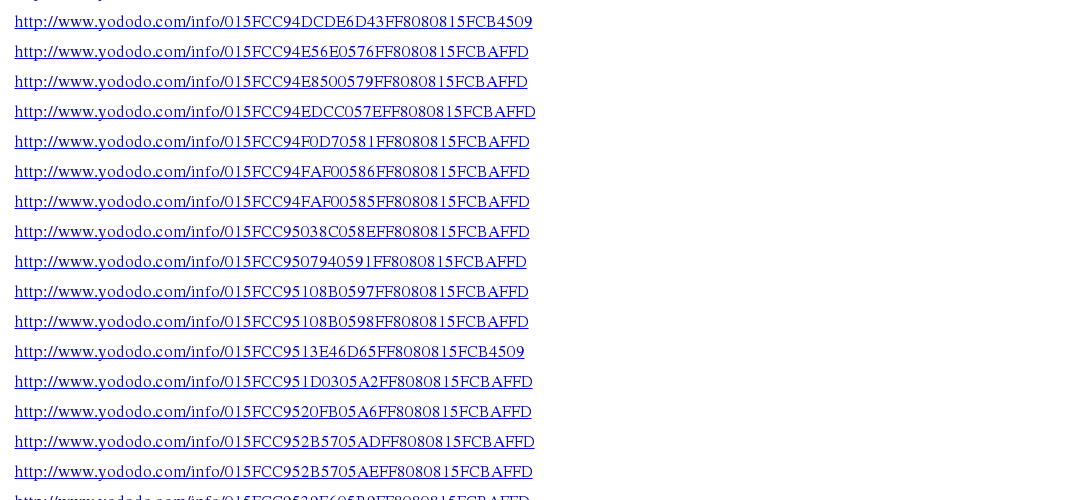 http://www.yododo.com/info/015FCC94DCDE6D43FF8080815FCB4509
http://www.yododo.com/info/015FCC94E56E0576FF8080815FCBAFFD
http://www.yododo.com/info/015FCC94E8500579FF8080815FCBAFFD
http://www.yododo.com/info/015FCC94EDCC057EFF8080815FCBAFFD
http://www.yododo.com/info/015FCC94F0D70581FF8080815FCBAFFD
http://www.yododo.com/info/015FCC94FAF00586FF8080815FCBAFFD
http://www.yododo.com/info/015FCC94FAF00585FF8080815FCBAFFD
http://www.yododo.com/info/015FCC95038C058EFF8080815FCBAFFD
http://www.yododo.com/info/015FCC9507940591FF8080815FCBAFFD
http://www.yododo.com/info/015FCC95108B0597FF8080815FCBAFFD
http://www.yododo.com/info/015FCC95108B0598FF8080815FCBAFFD
http://www.yododo.com/info/015FCC9513E46D65FF8080815FCB4509
http://www.yododo.com/info/015FCC951D0305A2FF8080815FCBAFFD
http://www.yododo.com/info/015FCC9520FB05A6FF8080815FCBAFFD
http://www.yododo.com/info/015FCC952B5705ADFF8080815FCBAFFD
http://www.yododo.com/info/015FCC952B5705AEFF8080815FCBAFFD